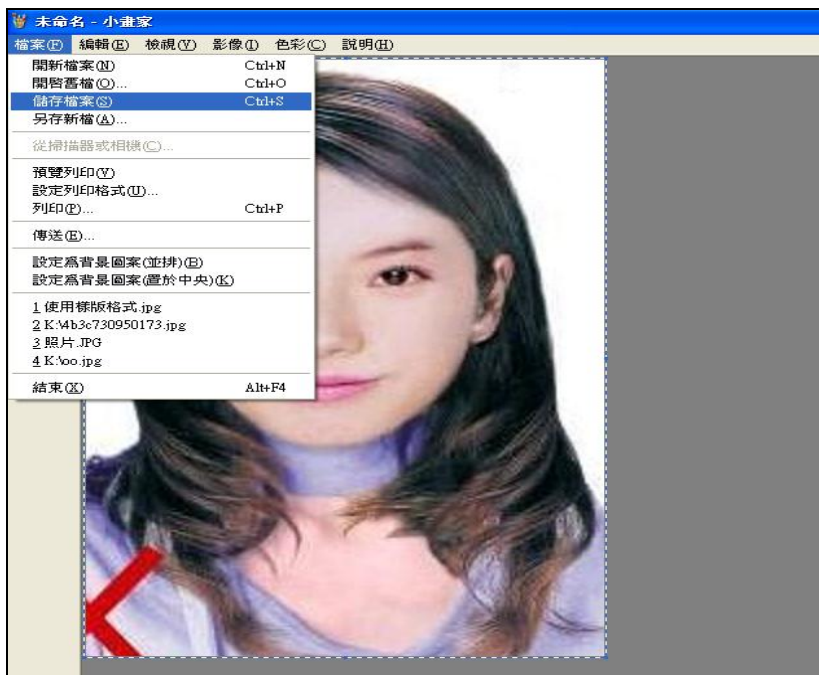 未命名 - 小畫家
檔案(F) 編輯(E) 檢視(V) 影像(I) 色彩(C) 說明(H)
開新檔案(N) Ctrl+N
開啓舊檔(O)... Ctrl+O
儲存檔案(S) Ctrl+S
另存新檔(A)...
從掃描器或相機(C)...
預覽列印(V)
設定列印格式(U)...
列印(P)... Ctrl+P
傳送(E)...
設定爲背景圖案(並排)(B)
設定爲背景圖案(置於中央)(K)
1 使用樣版格式.jpg
2 K:\4b3c730950173.jpg
3 照片.JPG
4 K:\oo.jpg
結束(X) Alt+F4